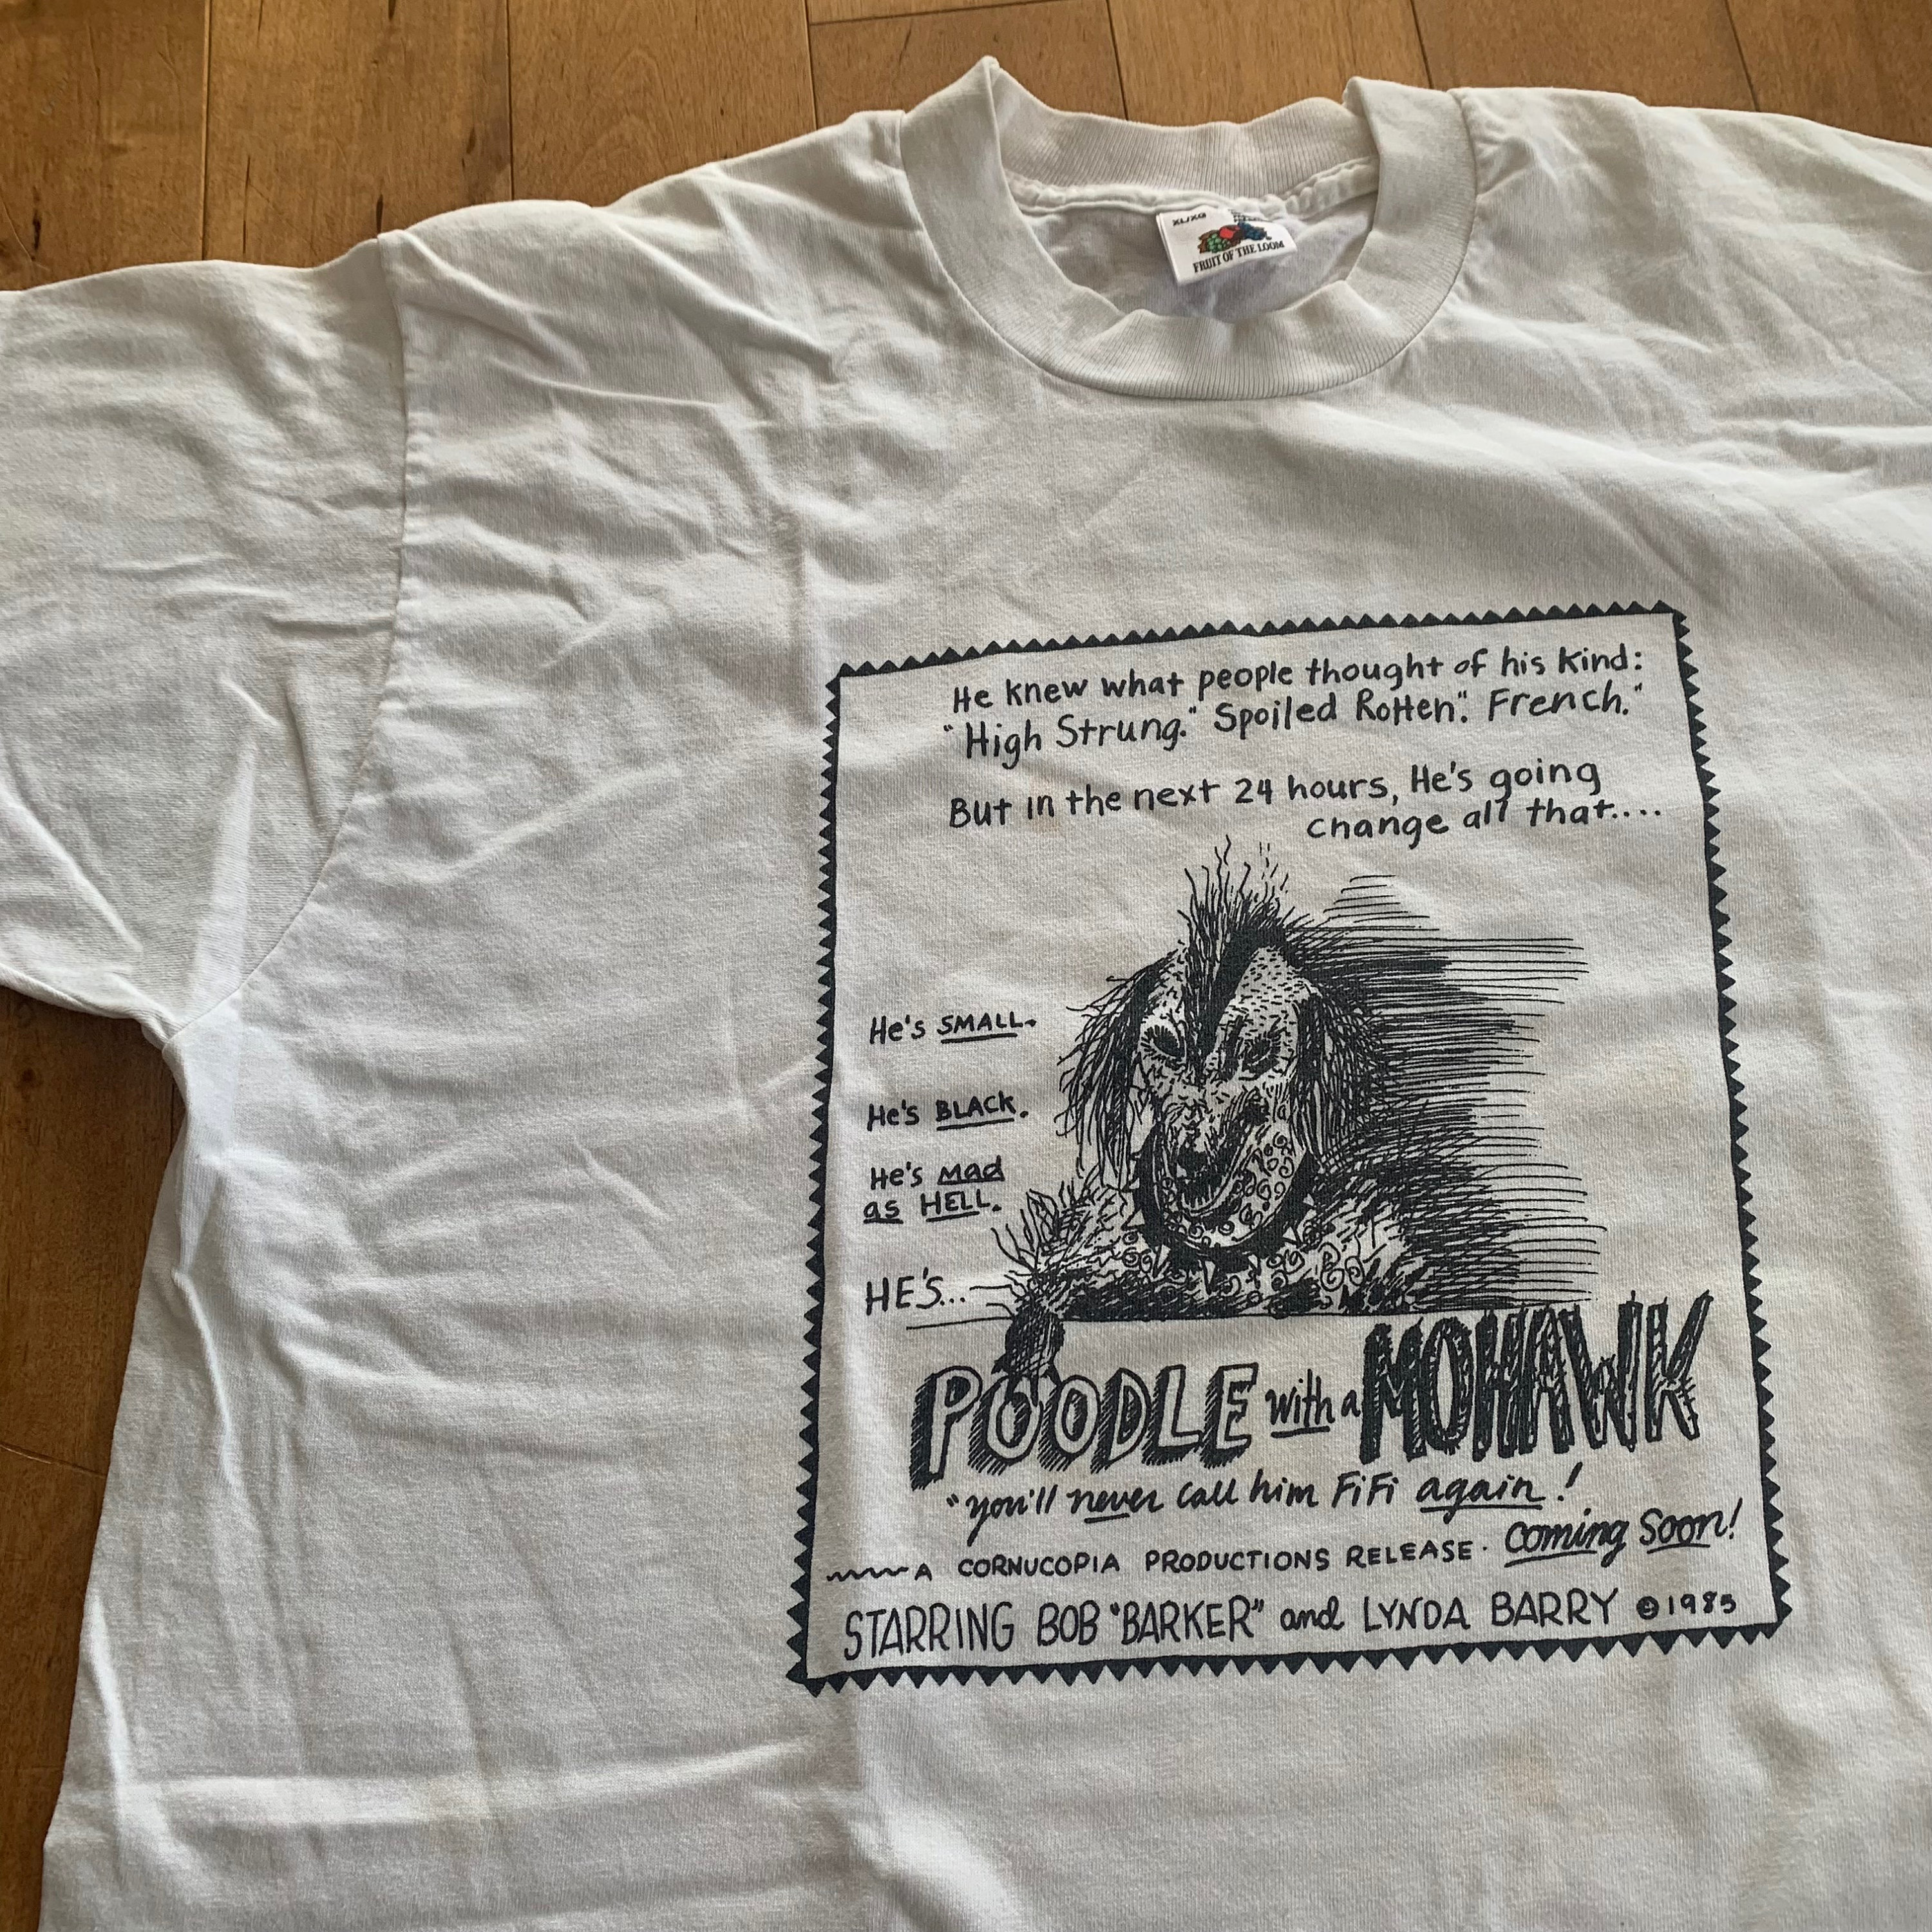 XL/XG
FRUIT OF THE LOOM
He knew what people thought of his kind:
"High Strung." Spoiled Rotten". French."
But in the next 24 hours, He's going
change all that....
He's SMALL.
He's BLACK.
He's mad
as HELL.
HE'S...
POODLE with a MOHAWK
"you'll never call him FiFi again!
A CORNUCOPIA PRODUCTIONS RELEASE. Coming Soon!
STARRING BOB "BARKER" and LYNDA BARRY ©1985